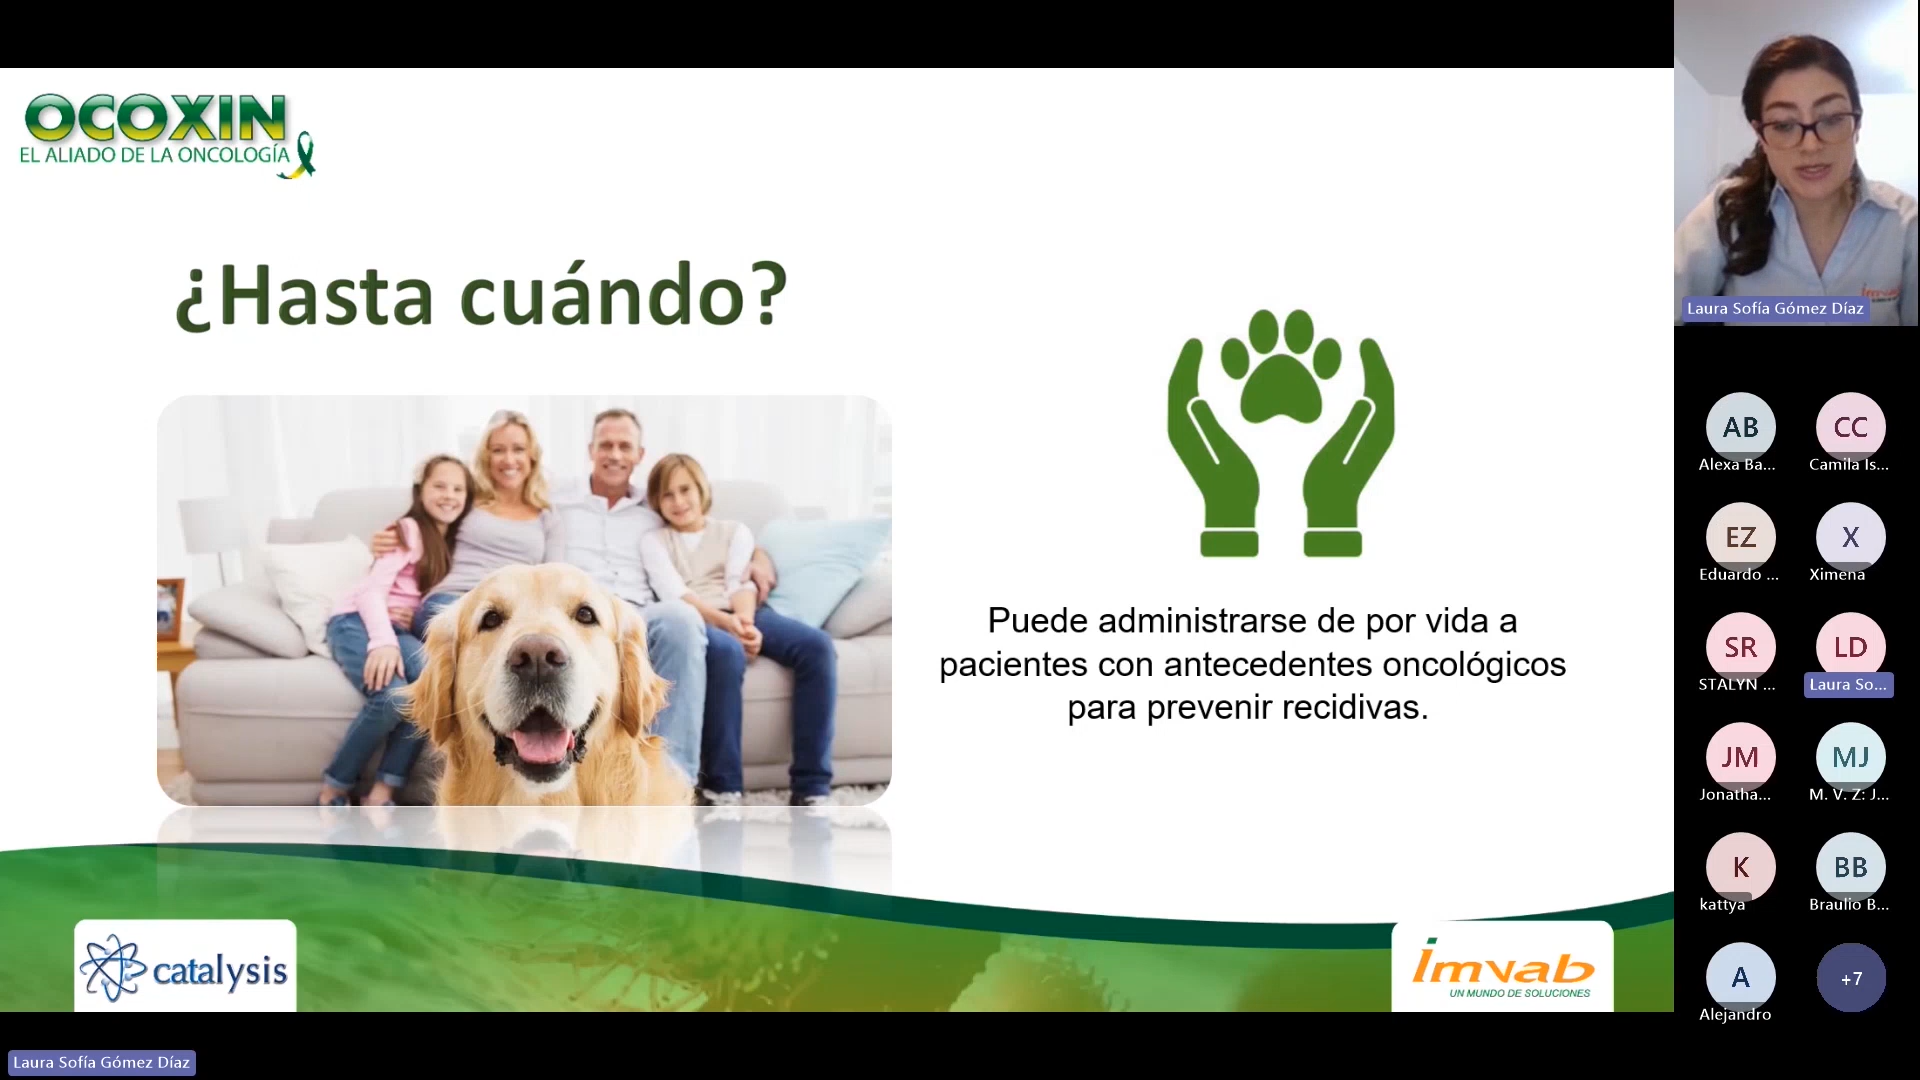 OCOXIN
EL ALIADO DE LA ONCOLOGÍA
¿Hasta cuándo?
Puede administrarse de por vida a
pacientes con antecedentes oncológicos
para prevenir recidivas.
catalysis
imvab
UN MUNDO DE SOLUCIONES
Laura Sofía Gómez Díaz
imvab
Laura Sofía Gómez Díaz
AB
Alexa Ba...
CC
Camila Is...
EZ
Eduardo ...
X
Ximena
SR
STALYN ...
LD
Laura So...
JM
Jonatha...
MJ
M. V. Z: J...
K
kattya
BB
Braulio B...
A
Alejandro
+7